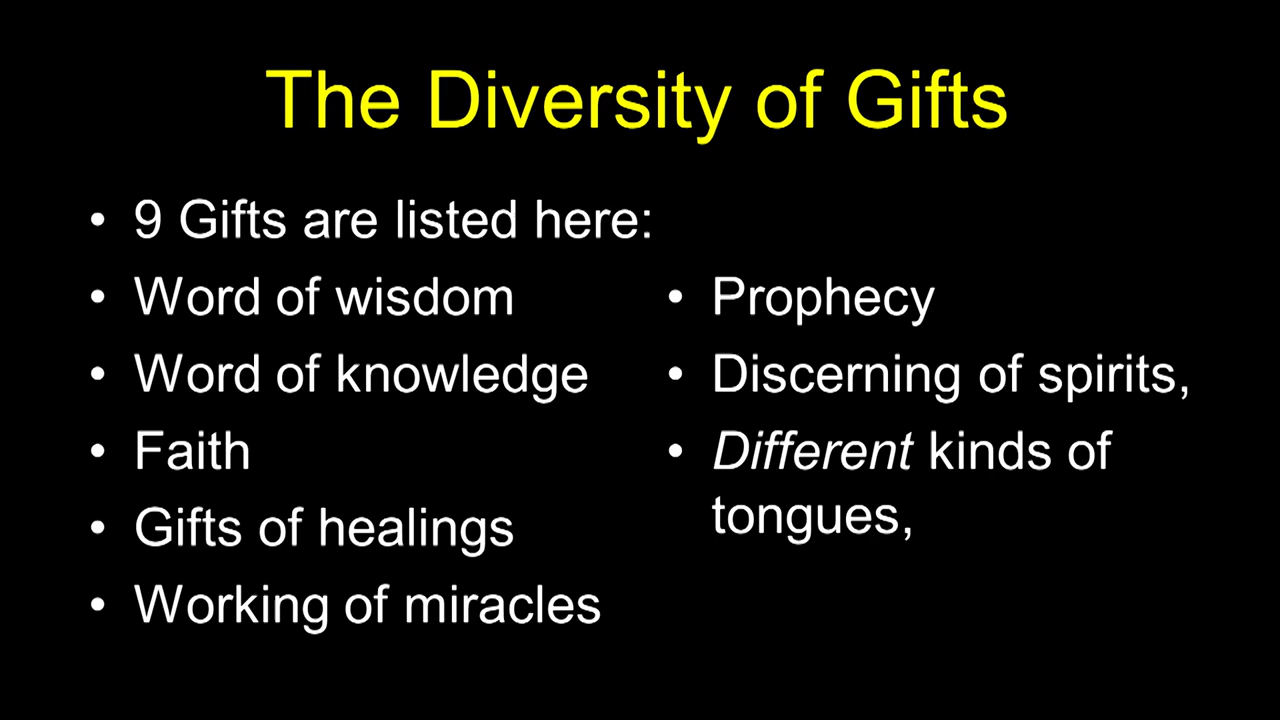 The Diversity of Gifts
• 9 Gifts are listed here:
• Word of wisdom
• Word of knowledge
• Faith
• Gifts of healings
• Working of miracles
• Prophecy
• Discerning of spirits,
• Different kinds of
tongues,